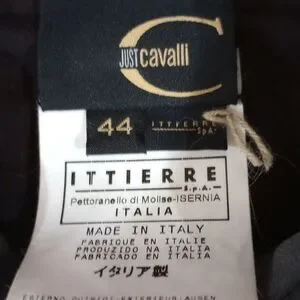 JUST cavalli
44 ITTIERRE
S.p.A.
ITTIERRE
S.p.A.
Pettoranello di Molise-ISERNIA
ITALIA
MADE IN ITALY
FABRIQUE EN ITALIE
PRODUZIDO NA ITALIA
FABRICADO EN ITALIA
イタリア製